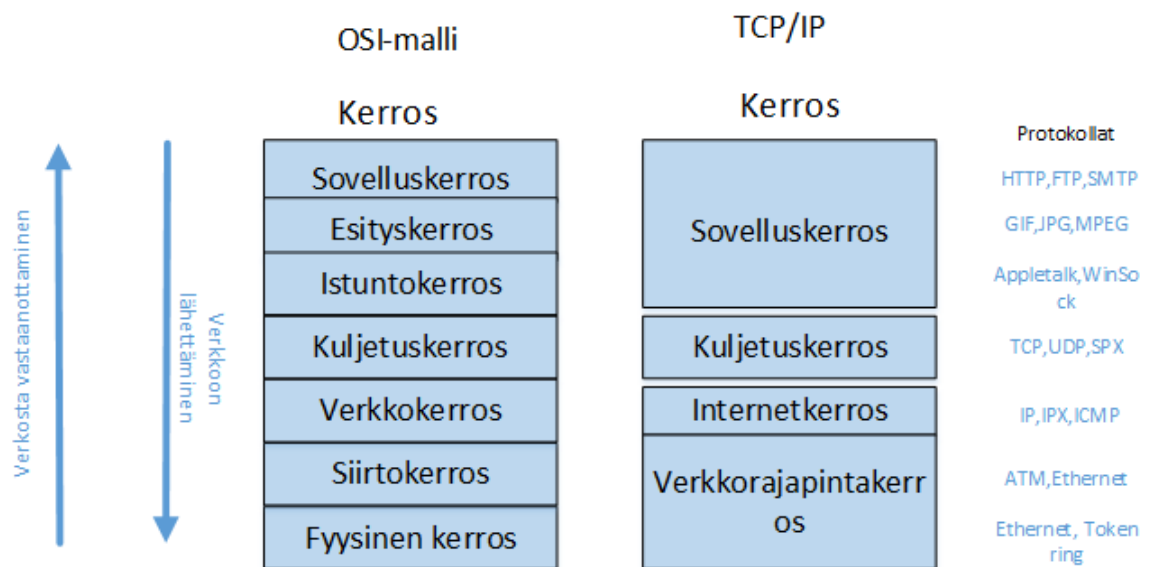 OSI-malli
TCP/IP
Kerros
Kerros
Protokollat
Sovelluskerros
Esityskerros
Istuntokerros
Kuljetuskerros
Verkkokerros
Siirtokerros
Fyysinen kerros
Sovelluskerros
Kuljetuskerros
Internetkerros
Verkkorajapintakerr
os
HTTP,FTP,SMTP
GIF,JPG,MPEG
Appletalk,WinSo
ck
TCP,UDP,SPX
IP,IPX,ICMP
ATM,Ethernet
Ethernet, Token
ring
Verkosta vastaanottaminen
Verkkoon
lähettäminen